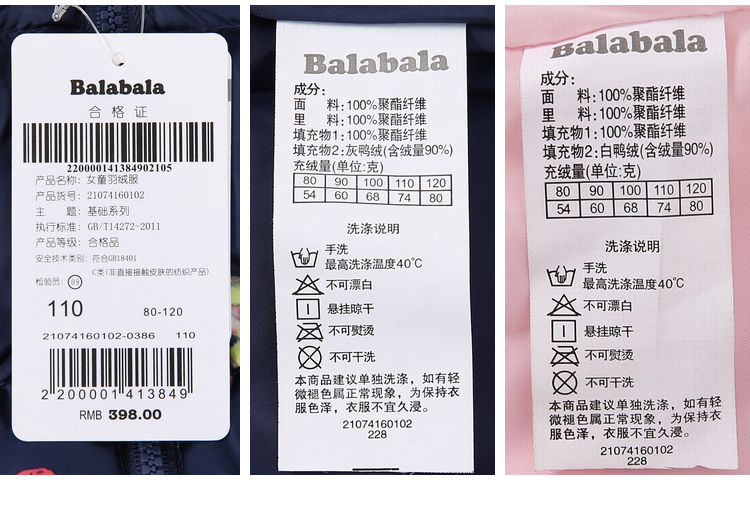 Balabala
合格证
220000141384902105
产品名称: 女童羽绒服
产品货号: 21074160102
主 题: 基础系列
执行标准: GB/T14272-2011
产品等级: 合格品
安全技术类别: 符合GB18401
C类(非直接接触皮肤的纺织产品)
检验员: 09
110 80-120
21074160102-0386 110
2 200001 413849
RMB 398.00
Balabala
成分:
面 料:100%聚酯纤维
里 料:100%聚酯纤维
填充物1:100%聚酯纤维
填充物2:灰鸭绒(含绒量90%)
充绒量(单位:克)
80 90 100 110 120
54 60 68 74 80
洗涤说明
手洗
最高洗涤温度40℃
不可漂白
悬挂晾干
不可熨烫
不可干洗
本商品建议单独洗涤，如有轻
微褪色属正常现象，为保持衣
服色泽，衣服不宜久浸。
21074160102
228
Balabala
成分:
面 料:100%聚酯纤维
里 料:100%聚酯纤维
填充物1:100%聚酯纤维
填充物2:白鸭绒(含绒量90%)
充绒量(单位:克)
80 90 100 110 120
54 60 68 74 80
洗涤说明
手洗
最高洗涤温度40℃
不可漂白
悬挂晾干
不可熨烫
不可干洗
本商品建议单独洗涤，如有轻
微褪色属正常现象，为保持衣
服色泽，衣服不宜久浸。
21074160102
228